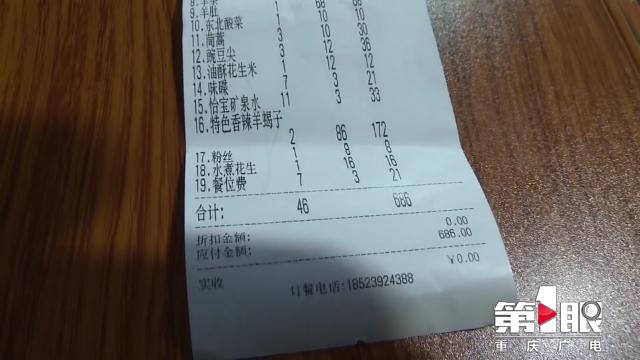 9.羊肚 1 68 68
10.东北酸菜 1 10 10
11.茼蒿 3 10 30
12.豌豆尖 3 12 36
13.油酥花生米 1 12 12
14.味碟 7 3 21
15.怡宝矿泉水 11 3 33
16.特色香辣羊蝎子
2 86 172
17.粉丝 1 8 8
18.水煮花生 1 16 16
19.餐位费 7 3 21
合计: 46 686
折扣金额: 0.00
应付金额: 686.00
实收 ¥0.00
订餐电话:18523924388
第1眼
重庆广电